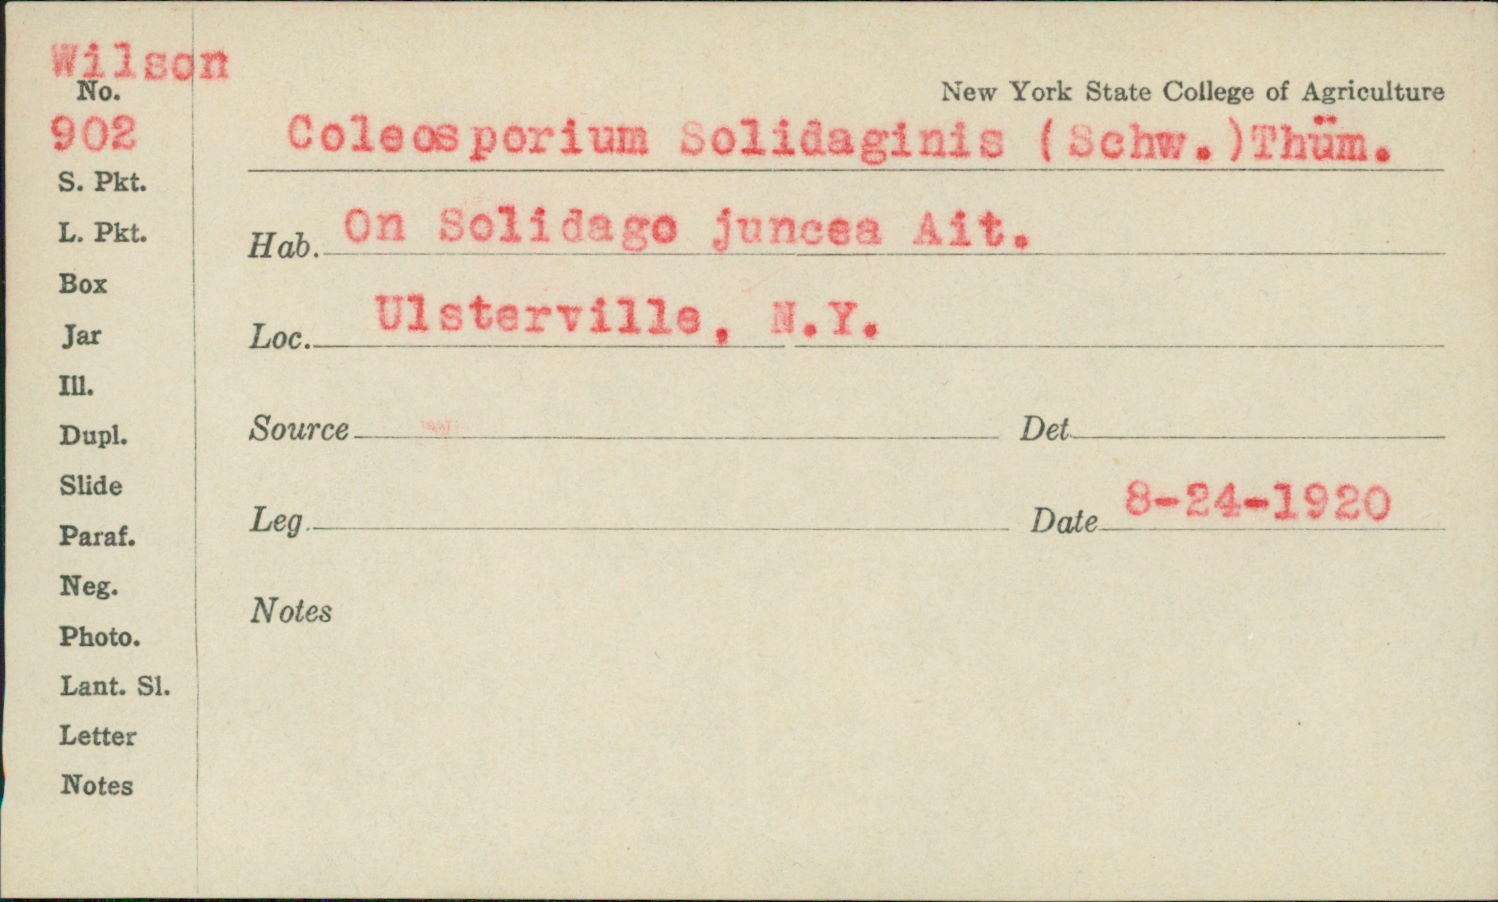 Wilson
No.
902
S. Pkt.
L. Pkt.
Box
Jar
Ill.
Dupl.
Slide
Paraf.
Neg.
Photo.
Lant. Sl.
Letter
Notes
New York State College of Agriculture
Coleosporium Solidaginis (Schw.)Thüm.
Hab. On Solidago juncea Ait.
Loc. Ulsterville, N.Y.
Source Det
Leg. Date 8-24-1920
Notes